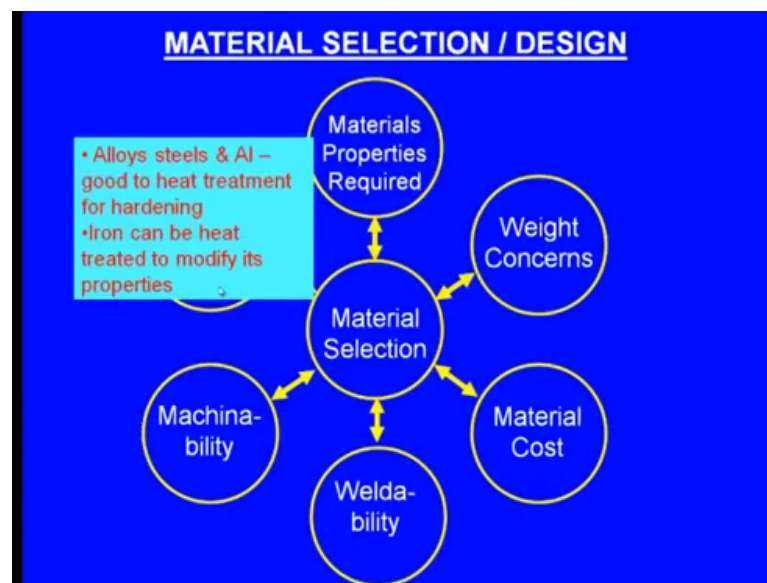 MATERIAL SELECTION / DESIGN
Materials
Properties
Required
• Alloys steels & Al –
good to heat treatment
for hardening
•Iron can be heat
treated to modify its
properties
Weight
Concerns
Material
Selection
Machina-
bility
Material
Cost
Welda-
bility